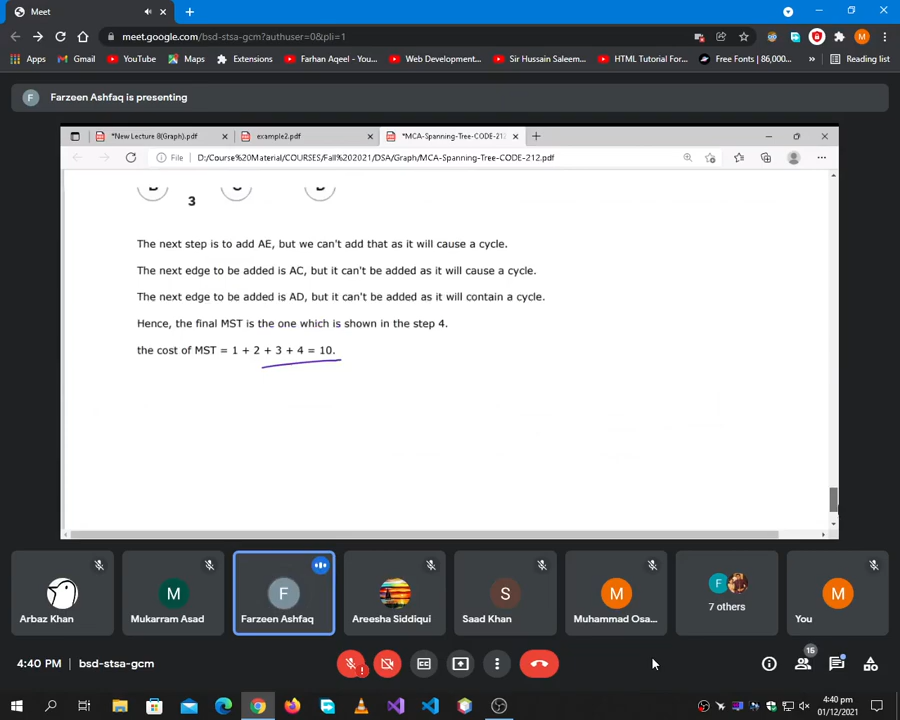 Meet
meet.google.com/bsd-stsa-gcm?authuser=0&pli=1
Apps
Gmail
YouTube
Maps
Extensions
Farhan Aqeel - You...
Web Development...
Sir Hussain Saleem...
HTML Tutorial For...
Free Fonts | 86,000...
»
Reading list
F Farzeen Ashfaq is presenting
*New Lecture 8(Graph).pdf
example2.pdf
*MCA-Spanning-Tree-CODE-212
File D:/Course%20Material/COURSES/Fall%202021/DSA/Graph/MCA-Spanning-Tree-CODE-212.pdf
B C D
3
The next step is to add AE, but we can't add that as it will cause a cycle.
The next edge to be added is AC, but it can't be added as it will cause a cycle.
The next edge to be added is AD, but it can't be added as it will contain a cycle.
Hence, the final MST is the one which is shown in the step 4.
the cost of MST = 1 + 2 + 3 + 4 = 10.
M F S M F M
Arbaz Khan
Mukarram Asad
Farzeen Ashfaq
Areesha Siddiqui
Saad Khan
Muhammad Osa...
7 others
You
4:40 PM | bsd-stsa-gcm
16
4:40 pm
01/12/2021